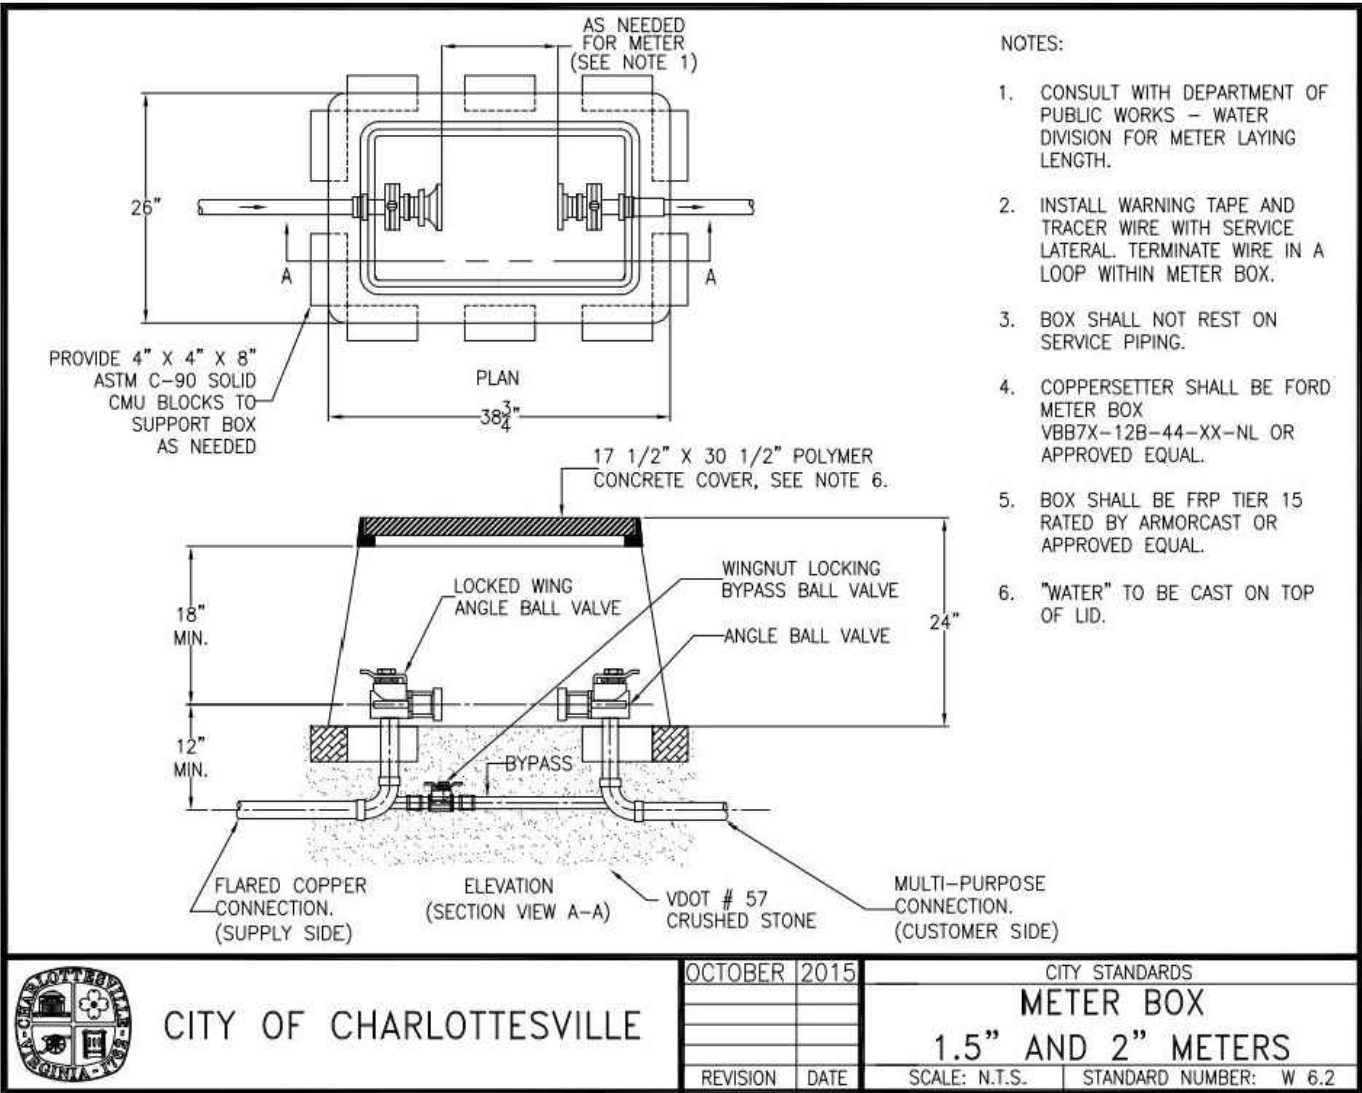 AS NEEDED
FOR METER
(SEE NOTE 1)
26"
A
A
PROVIDE 4" X 4" X 8"
ASTM C-90 SOLID
CMU BLOCKS TO
SUPPORT BOX
AS NEEDED
PLAN
38 3/4"
17 1/2" X 30 1/2" POLYMER
CONCRETE COVER, SEE NOTE 6.
LOCKED WING
ANGLE BALL VALVE
WINGNUT LOCKING
BYPASS BALL VALVE
ANGLE BALL VALVE
18"
MIN.
24"
12"
MIN.
BYPASS
FLARED COPPER
CONNECTION.
(SUPPLY SIDE)
ELEVATION
(SECTION VIEW A-A)
VDOT # 57
CRUSHED STONE
MULTI-PURPOSE
CONNECTION.
(CUSTOMER SIDE)
NOTES:
1. CONSULT WITH DEPARTMENT OF
PUBLIC WORKS – WATER
DIVISION FOR METER LAYING
LENGTH.
2. INSTALL WARNING TAPE AND
TRACER WIRE WITH SERVICE
LATERAL. TERMINATE WIRE IN A
LOOP WITHIN METER BOX.
3. BOX SHALL NOT REST ON
SERVICE PIPING.
4. COPPERSETTER SHALL BE FORD
METER BOX
VBB7X-12B-44-XX-NL OR
APPROVED EQUAL.
5. BOX SHALL BE FRP TIER 15
RATED BY ARMORCAST OR
APPROVED EQUAL.
6. "WATER" TO BE CAST ON TOP
OF LID.
CHARLOTTESVILLE
VIRGINIA - 1762
CITY OF CHARLOTTESVILLE
OCTOBER 2015
REVISION DATE
CITY STANDARDS
METER BOX
1.5" AND 2" METERS
SCALE: N.T.S. STANDARD NUMBER: W 6.2